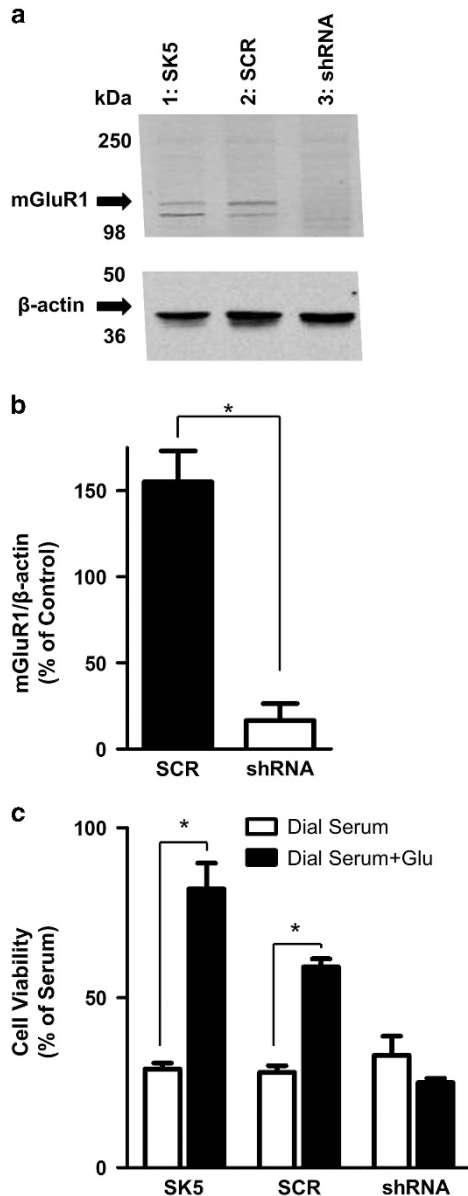 a
1: SK5
2: SCR
3: shRNA
kDa
250
mGluR1
98
50
β-actin
36
b
*
mGluR1/β-actin
(% of Control)
150
100
50
0
SCR
shRNA
c
Cell Viability
(% of Serum)
100
50
0
*
*
Dial Serum
Dial Serum+Glu
SK5
SCR
shRNA